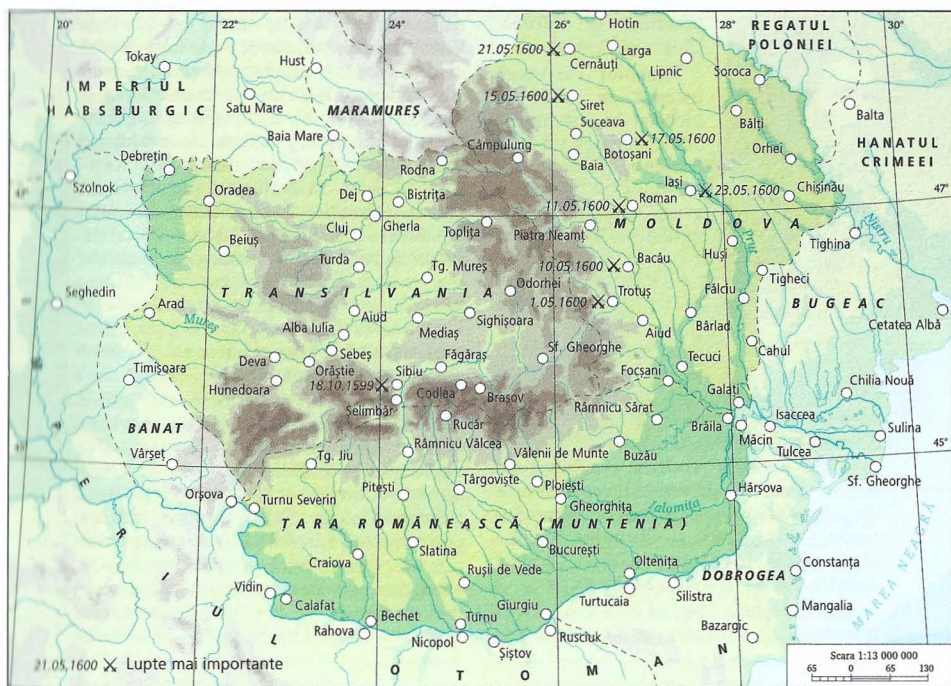 20
22
24
26
28
30
Hotin
REGATUL
POLONIEI
Tokay
Hust
21.05.1600
Cernăuți
Larga
Lipnic
Soroca
IMPERIUL
HABSBURGIC
Satu Mare
MARAMUREȘ
15.05.1600
Siret
Bălți
Balta
Baia Mare
Suceava
Botoșani
17.05.1600
HANATUL
CRIMEEI
Debrețin
Câmpulung
Rodna
Baia
Orhei
Szolnok
Oradea
Dej
Bistrița
Iași
23.05.1600
Chișinău
47
47
Gherla
11.05.1600
Roman
Cluj
Toplița
Piatra Neamț
MOLDOVA
Nistru
Beiuș
Prut
Huși
Tighina
Turda
Tg. Mureș
10.05.1600
Bacău
Tigheci
Seghedin
TRANSILVANIA
Odorhei
Trotuș
1.05.1600
Fălciu
BUGEAC
Arad
Mureș
Alba Iulia
Aiud
Mediaș
Sighișoara
Aiud
Bârlad
Cetatea Albă
Deva
Sebeș
Orăștie
Făgăraș
Sf. Gheorghe
Tecuci
Cahul
Timișoara
Hunedoara
18.10.1599
Sibiu
Codlea
Brașov
Focșani
Galați
Chilia Nouă
Șelimbăr
Rucăr
Râmnicu Sărat
Brăila
Măcin
Isaccea
Tulcea
Sulina
BANAT
Râmnicu Vâlcea
Buzău
45
Vârșeț
Tg. Jiu
Vălenii de Munte
Sf. Gheorghe
Orșova
Turnu Severin
Pitești
Târgoviște
Ploiești
Gheorghița
Ialomița
Hârșova
ȚARA ROMÂNEASCĂ (MUNTENIA)
Craiova
Slatina
București
Oltenița
DOBROGEA
Constanța
Rușii de Vede
Vidin
Calafat
Giurgiu
Turtucaia
Silistra
Mangalia
MAREA NEAGRĂ
Bechet
Turnu
Rahova
Nicopol
Șiștov
Rusciuk
Bazargic
ERIUL
OTOMAN
21.05.1600 Lupte mai importante
Scara 1:13 000 000
65 0 65 130